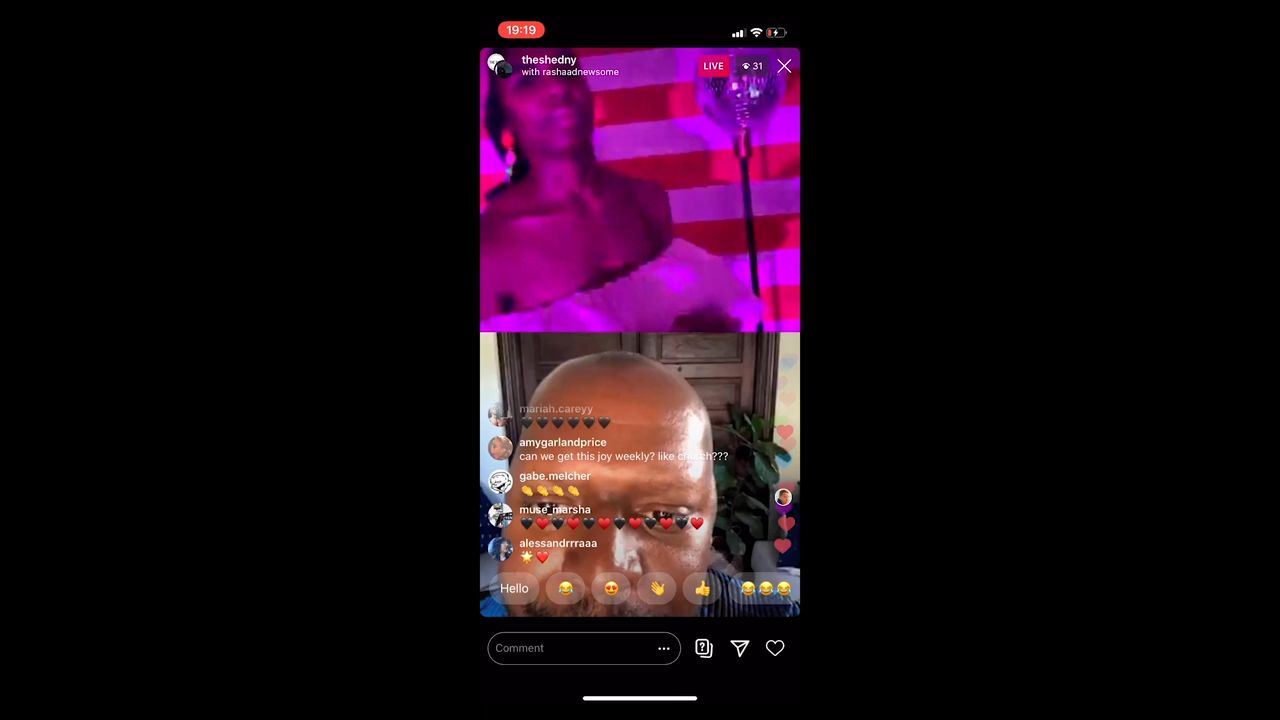 19:19
theshedny
with rashaadnewsome
LIVE
31
mariah.careyy
🖤🖤🖤🖤🖤🖤
amygarlandprice
can we get this joy weekly? like church???
gabe.melcher
👏👏👏👏
muse_marsha
🖤❤️🖤❤️🖤❤️🖤❤️🖤❤️🖤❤️
alessandrrraaa
🌟❤️
Hello 😂 😍 👋 👍 😂😂😂
Comment